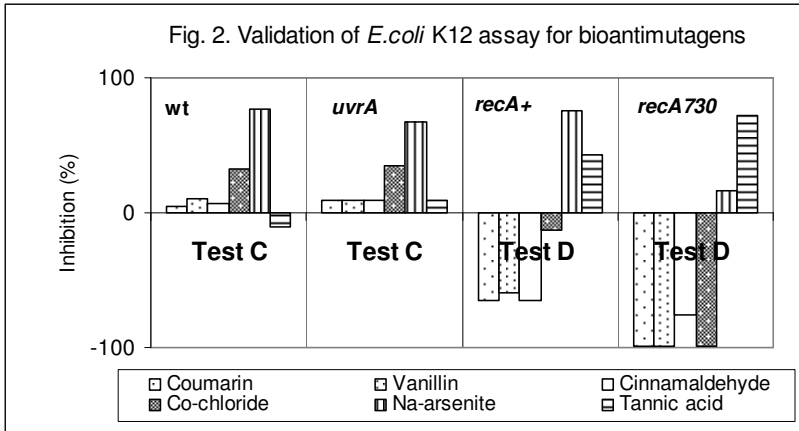 Fig. 2. Validation of E.coli K12 assay for bioantimutagens
100
0
-100
Inhibition (%)
wt
uvrA
recA+
recA730
Test C
Test C
Test D
Test D
Coumarin
Vanillin
Cinnamaldehyde
Co-chloride
Na-arsenite
Tannic acid